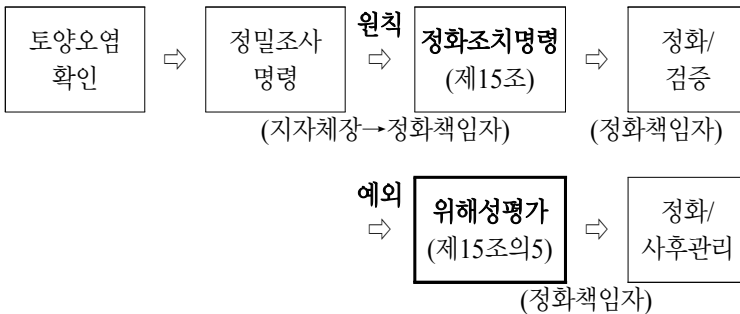 토양오염
확인
⇨
정밀조사
명령
원칙
⇨
정화조치명령
(제15조)
⇨
정화/
검증
(지자체장→정화책임자)
(정화책임자)
예외
⇨
위해성평가
(제15조의5)
⇨
정화/
사후관리
(정화책임자)